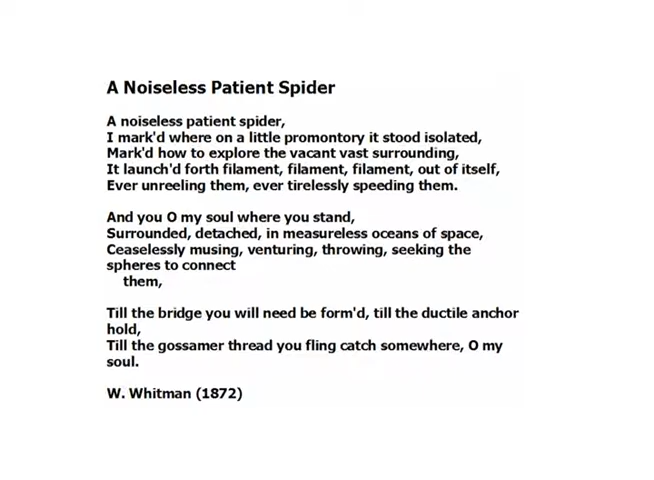 A Noiseless Patient Spider
A noiseless patient spider,
I mark'd where on a little promontory it stood isolated,
Mark'd how to explore the vacant vast surrounding,
It launch'd forth filament, filament, filament, out of itself,
Ever unreeling them, ever tirelessly speeding them.
And you O my soul where you stand,
Surrounded, detached, in measureless oceans of space,
Ceaselessly musing, venturing, throwing, seeking the
spheres to connect
them,
Till the bridge you will need be form'd, till the ductile anchor
hold,
Till the gossamer thread you fling catch somewhere, O my
soul.
W. Whitman (1872)